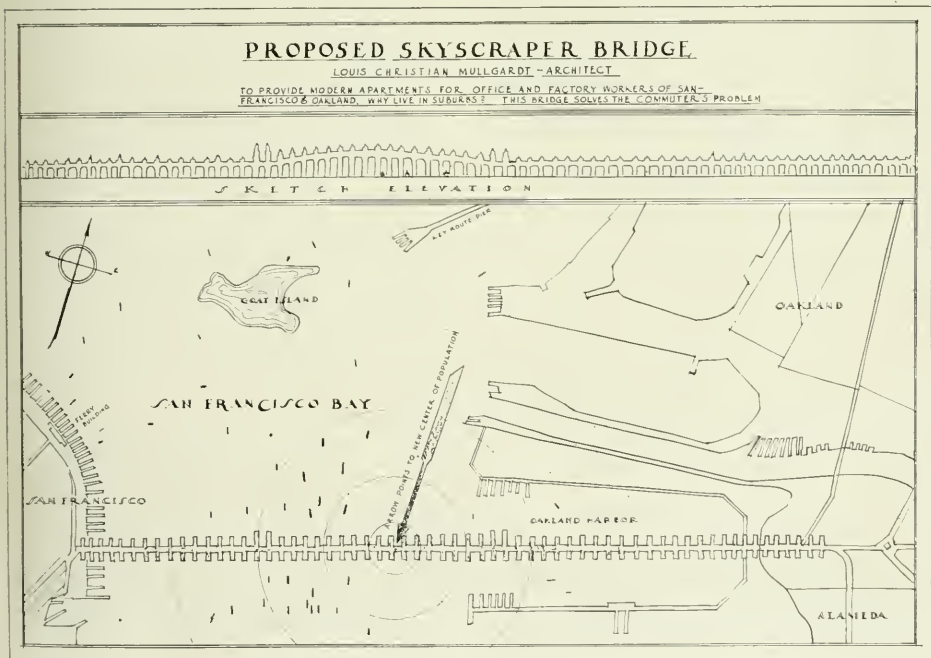 PROPOSED SKYSCRAPER BRIDGE
LOUIS CHRISTIAN MULLGARDT - ARCHITECT
TO PROVIDE MODERN APARTMENTS FOR OFFICE AND FACTORY WORKERS OF SAN-
FRANCISCO & OAKLAND. WHY LIVE IN SUBURBS? THIS BRIDGE SOLVES THE COMMUTER'S PROBLEM
SKETCH ELEVATION
KEY ROUTE PIER
GOAT ISLAND
OAKLAND
ARROW POINTS TO NEW CENTER OF POPULATION
SAN FRANCISCO BAY
FERRY
BUILDING
SAN FRANCISCO
OAKLAND HARBOR
ALAMEDA